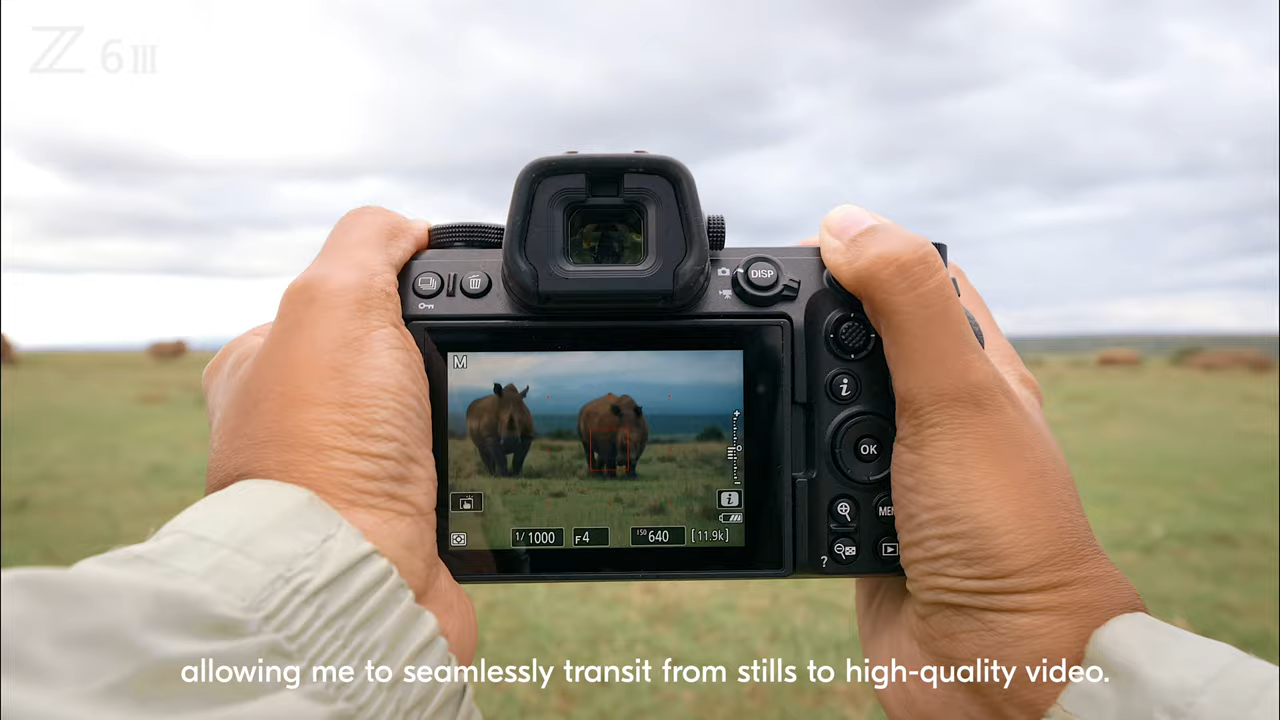 Z 6III
DISP
M
i
OK
i
1/1000 F4 ISO 640 [11.9k]
MEN
?
allowing me to seamlessly transit from stills to high-quality video.